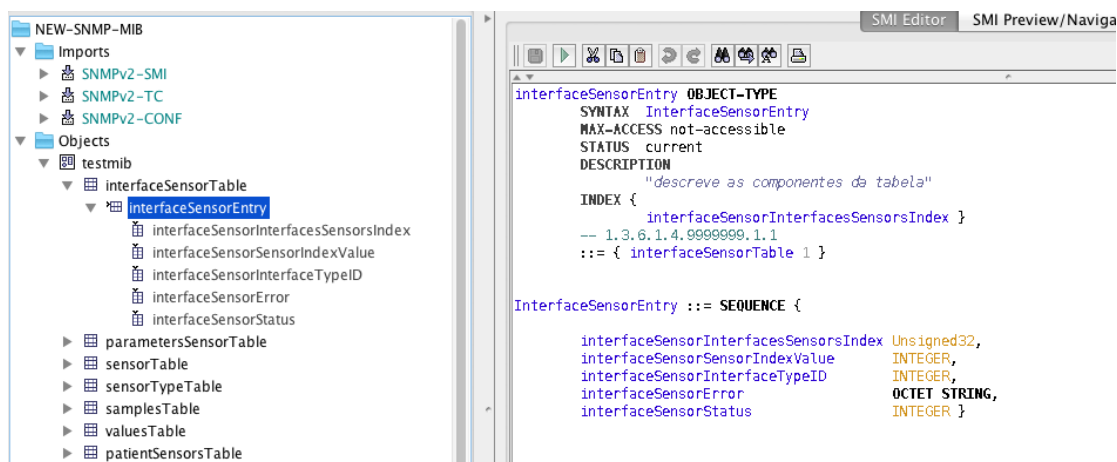 NEW-SNMP-MIB
Imports
SNMPv2-SMI
SNMPv2-TC
SNMPv2-CONF
Objects
testmib
interfaceSensorTable
interfaceSensorEntry
interfaceSensorInterfacesSensorsIndex
interfaceSensorSensorIndexValue
interfaceSensorInterfaceTypeID
interfaceSensorError
interfaceSensorStatus
parametersSensorTable
sensorTable
sensorTypeTable
samplesTable
valuesTable
patientSensorsTable
SMI Editor SMI Preview/Naviga
interfaceSensorEntry OBJECT-TYPE
SYNTAX InterfaceSensorEntry
MAX-ACCESS not-accessible
STATUS current
DESCRIPTION
"descreve as componentes da tabela"
INDEX {
interfaceSensorInterfacesSensorsIndex }
-- 1.3.6.1.4.9999999.1.1
::= { interfaceSensorTable 1 }
InterfaceSensorEntry ::= SEQUENCE {
interfaceSensorInterfacesSensorsIndex Unsigned32,
interfaceSensorSensorIndexValue INTEGER,
interfaceSensorInterfaceTypeID INTEGER,
interfaceSensorError OCTET STRING,
interfaceSensorStatus INTEGER }